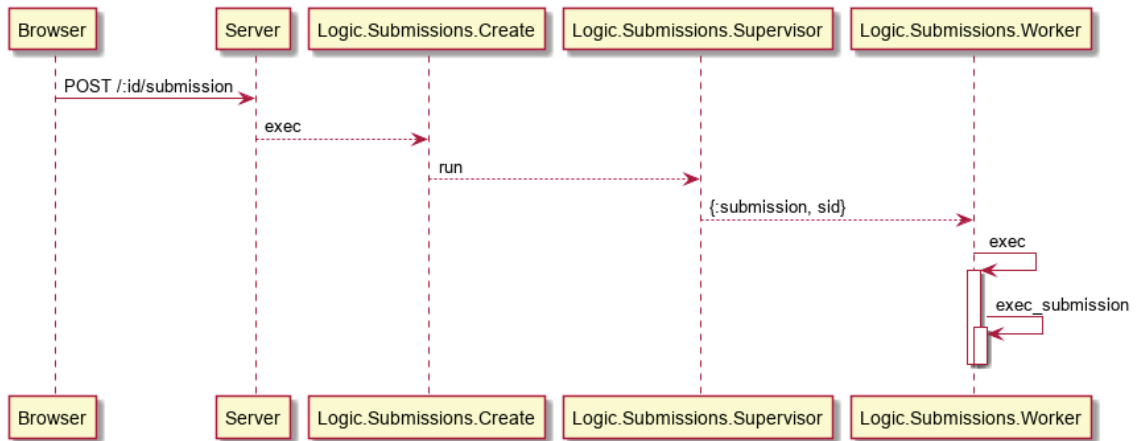 Browser
Server
Logic.Submissions.Create
Logic.Submissions.Supervisor
Logic.Submissions.Worker
POST /:id/submission
exec
run
{:submission, sid}
exec
exec_submission
Browser
Server
Logic.Submissions.Create
Logic.Submissions.Supervisor
Logic.Submissions.Worker